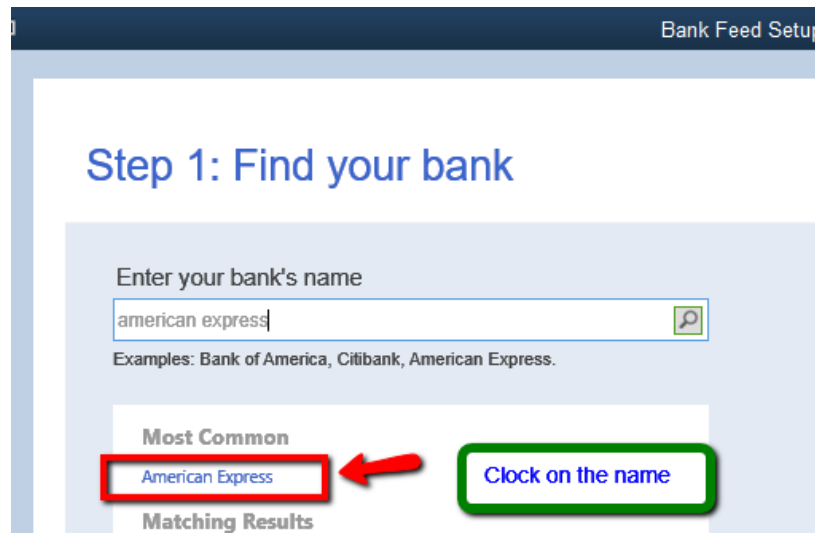 Bank Feed Setup
Step 1: Find your bank
Enter your bank's name
american express
Examples: Bank of America, Citibank, American Express.
Most Common
American Express
Clock on the name
Matching Results